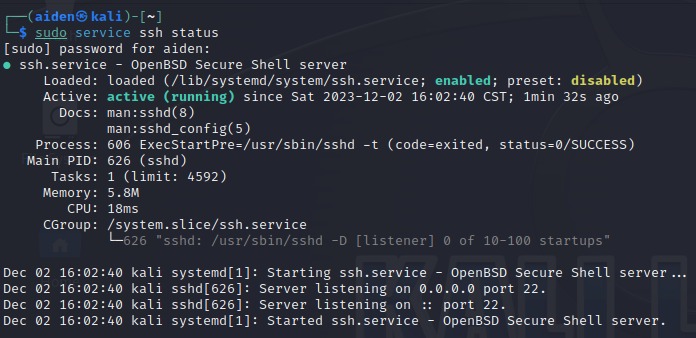 ┌──(aiden㉿kali)-[~]
└─$ sudo service ssh status
[sudo] password for aiden:
● ssh.service - OpenBSD Secure Shell server
     Loaded: loaded (/lib/systemd/system/ssh.service; enabled; preset: disabled)
     Active: active (running) since Sat 2023-12-02 16:02:40 CST; 1min 32s ago
       Docs: man:sshd(8)
             man:sshd_config(5)
    Process: 606 ExecStartPre=/usr/sbin/sshd -t (code=exited, status=0/SUCCESS)
   Main PID: 626 (sshd)
      Tasks: 1 (limit: 4592)
     Memory: 5.8M
        CPU: 18ms
     CGroup: /system.slice/ssh.service
             └─626 "sshd: /usr/sbin/sshd -D [listener] 0 of 10-100 startups"

Dec 02 16:02:40 kali systemd[1]: Starting ssh.service - OpenBSD Secure Shell server...
Dec 02 16:02:40 kali sshd[626]: Server listening on 0.0.0.0 port 22.
Dec 02 16:02:40 kali sshd[626]: Server listening on :: port 22.
Dec 02 16:02:40 kali systemd[1]: Started ssh.service - OpenBSD Secure Shell server.